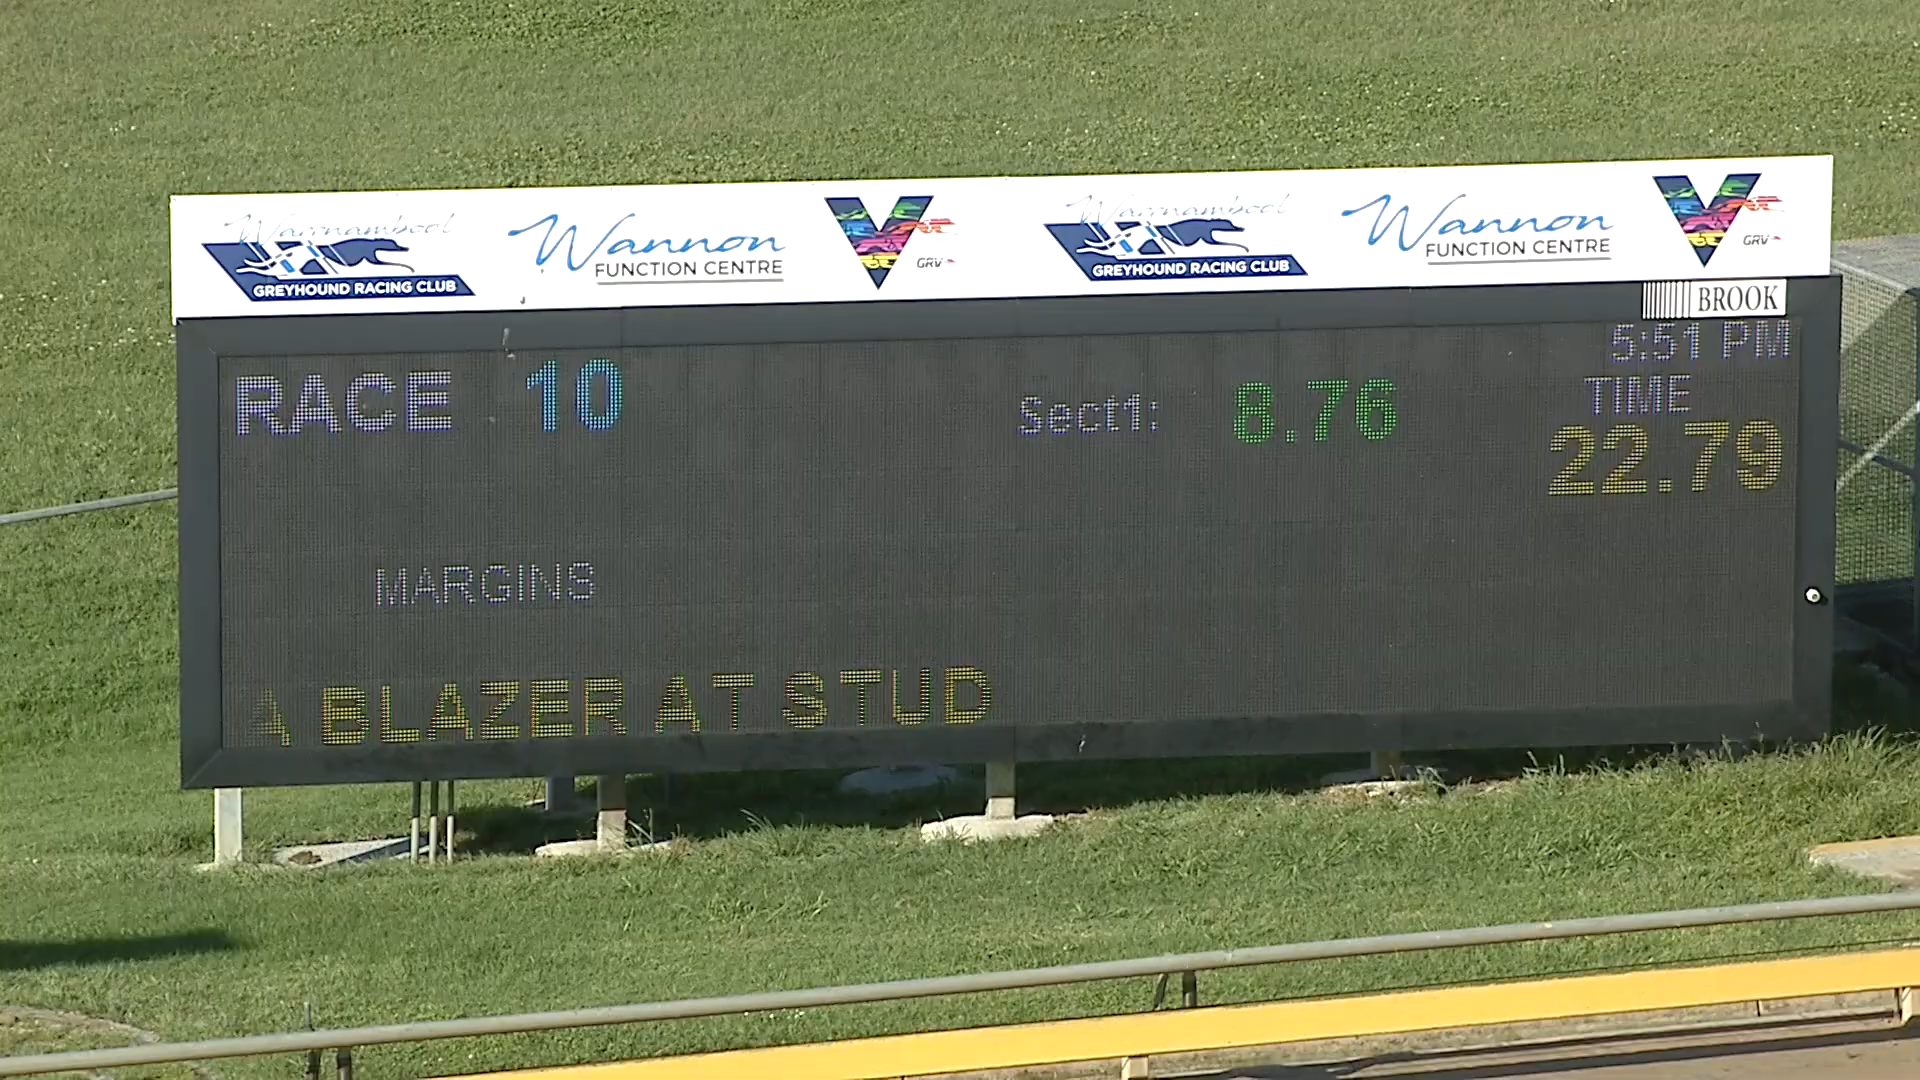 Warrnambool
GREYHOUND RACING CLUB
Wannon
FUNCTION CENTRE
GRV
Warrnambool
GREYHOUND RACING CLUB
Wannon
FUNCTION CENTRE
GRV
BROOK
5:51 PM
RACE 10
Sect1: 8.76
TIME
22.79
MARGINS
BLAZER AT STUD